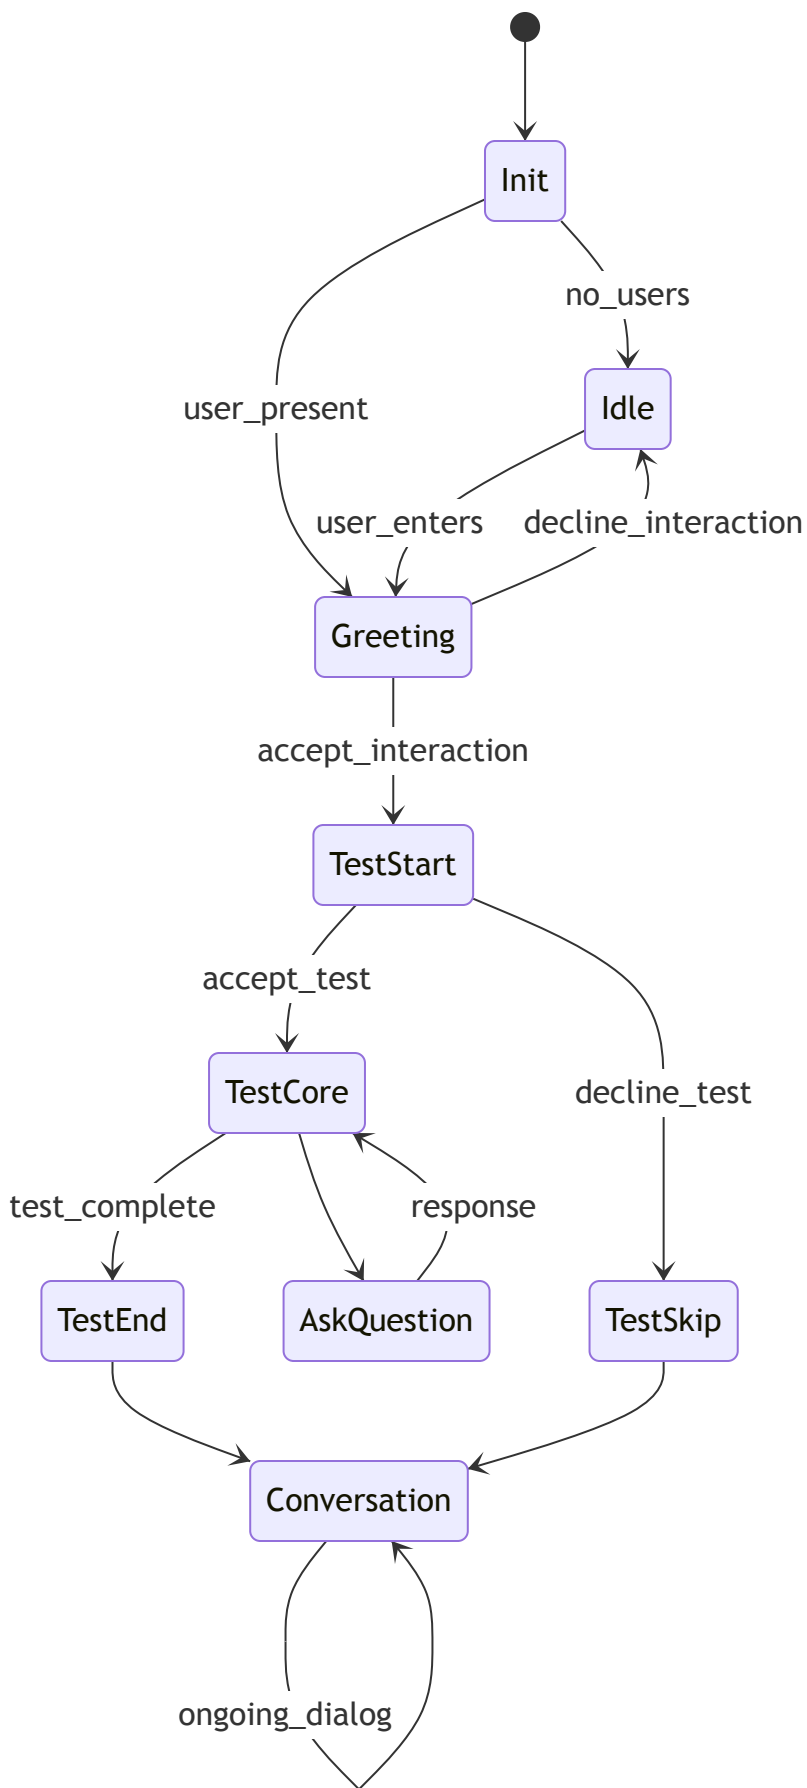 Init
no_users
user_present
Idle
user_enters
decline_interaction
Greeting
accept_interaction
TestStart
accept_test
TestCore
decline_test
test_complete
response
TestEnd
AskQuestion
TestSkip
Conversation
ongoing_dialog